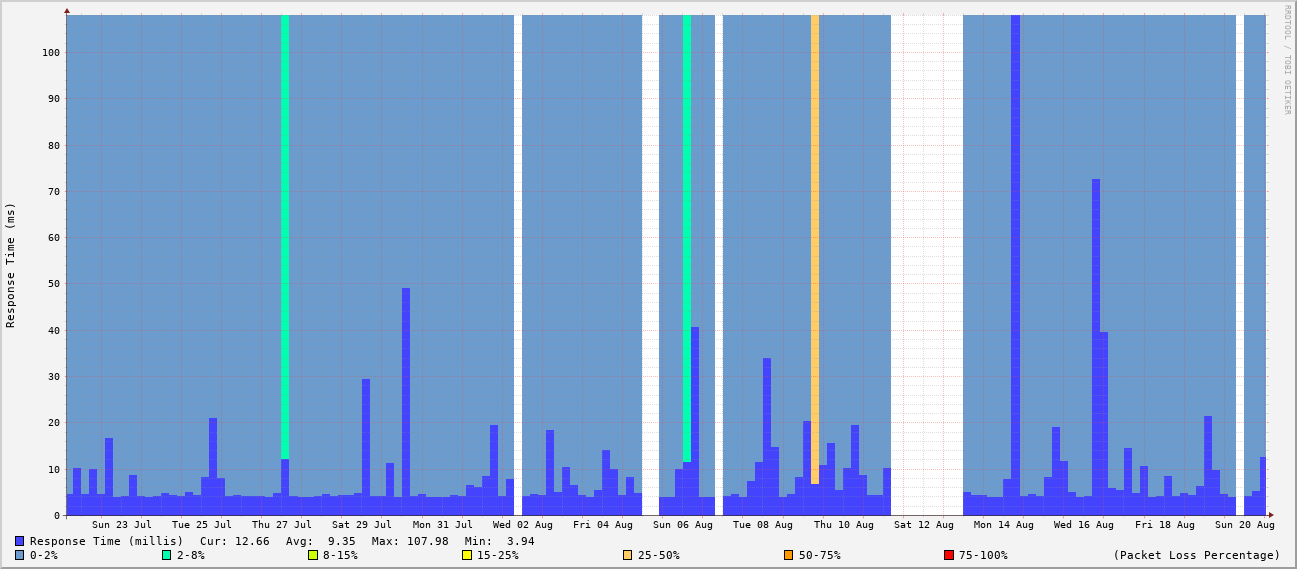 RRDTOOL / TOBI OETIKER
Response Time (ms)
100
90
80
70
60
50
40
30
20
10
0
Sun 23 Jul Tue 25 Jul Thu 27 Jul Sat 29 Jul Mon 31 Jul Wed 02 Aug Fri 04 Aug Sun 06 Aug Tue 08 Aug Thu 10 Aug Sat 12 Aug Mon 14 Aug Wed 16 Aug Fri 18 Aug Sun 20 Aug
Response Time (millis) Cur: 12.66 Avg: 9.35 Max: 107.98 Min: 3.94
0-2% 2-8% 8-15% 15-25% 25-50% 50-75% 75-100% (Packet Loss Percentage)